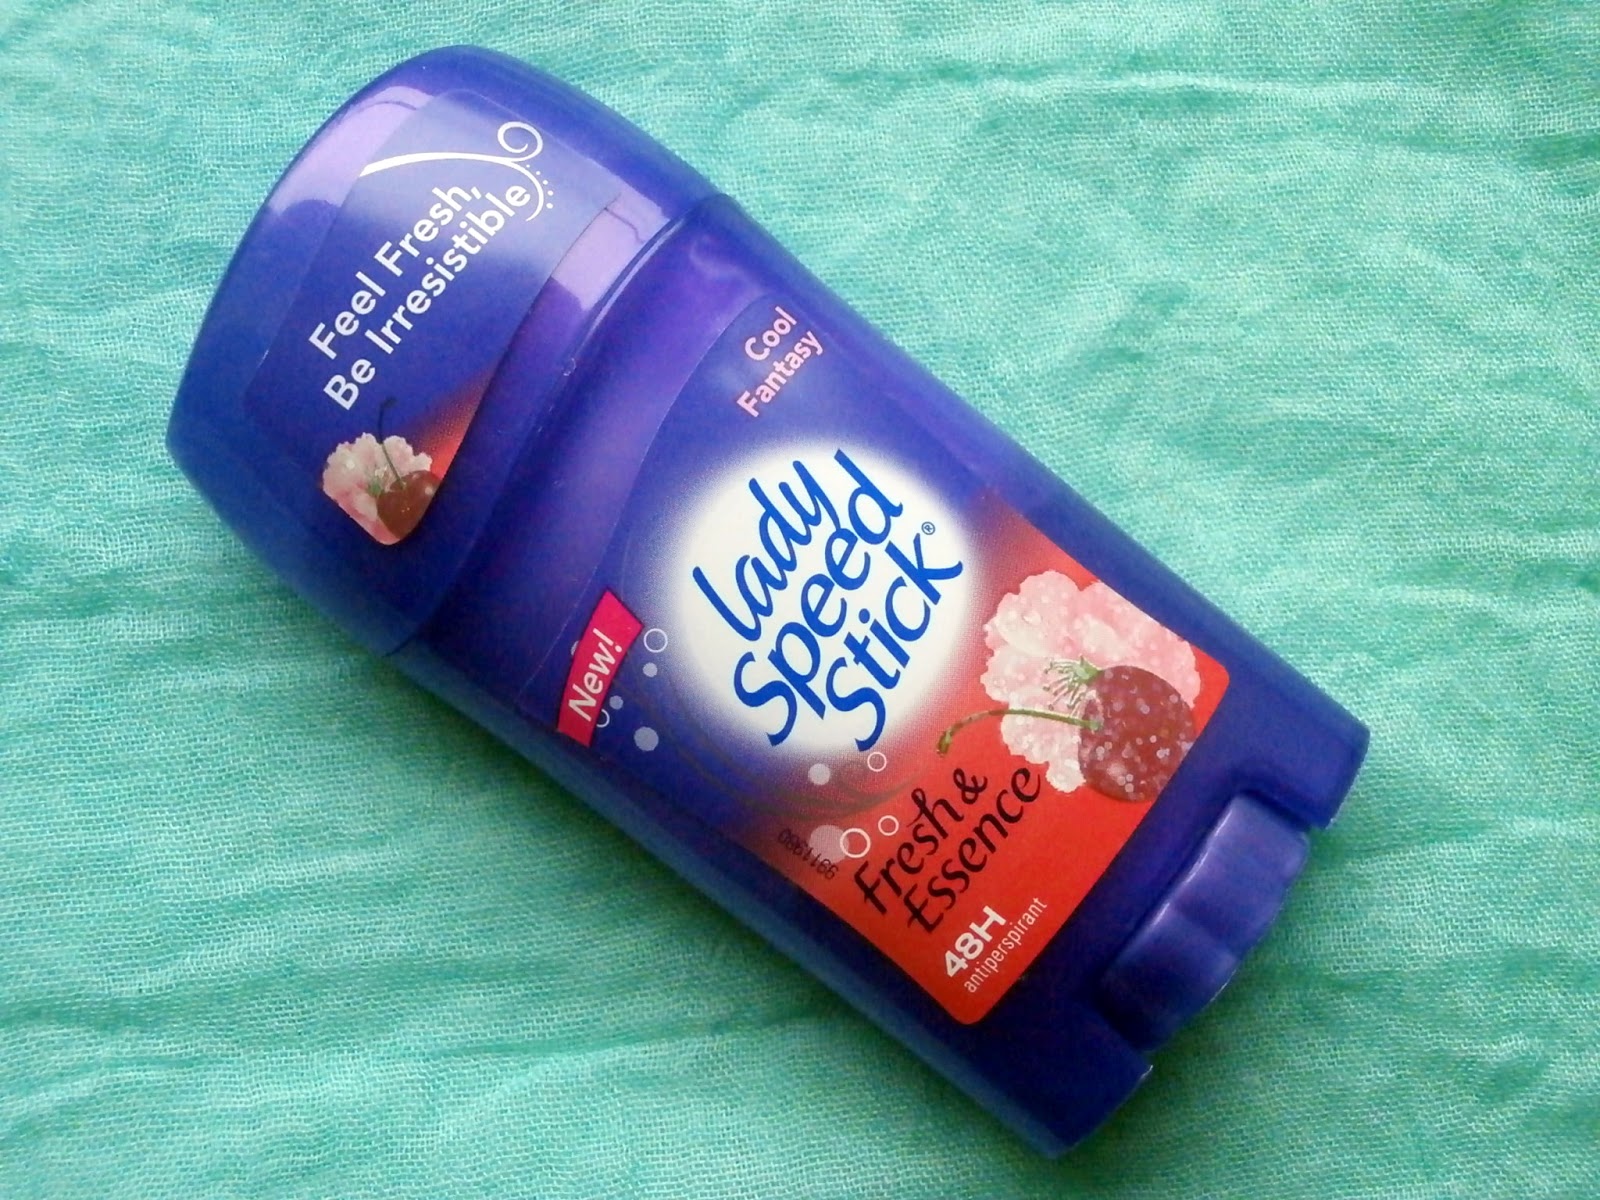 Feel Fresh,
Be Irresistible
Cool
Fantasy
lady
Speed
Stick®
New!
Fresh &
Essence
48H
antiperspirant